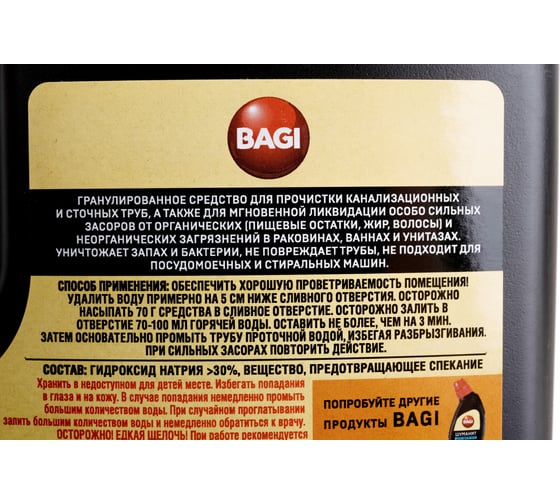 BAGI
ГРАНУЛИРОВАННОЕ СРЕДСТВО ДЛЯ ПРОЧИСТКИ КАНАЛИЗАЦИОННЫХ
И СТОЧНЫХ ТРУБ, А ТАКЖЕ ДЛЯ МГНОВЕННОЙ ЛИКВИДАЦИИ ОСОБО СИЛЬНЫХ
ЗАСОРОВ ОТ ОРГАНИЧЕСКИХ (ПИЩЕВЫЕ ОСТАТКИ, ЖИР, ВОЛОСЫ) И
НЕОРГАНИЧЕСКИХ ЗАГРЯЗНЕНИЙ В РАКОВИНАХ, ВАННАХ И УНИТАЗАХ.
УНИЧТОЖАЕТ ЗАПАХ И БАКТЕРИИ, НЕ ПОВРЕЖДАЕТ ТРУБЫ, НЕ ПОДХОДИТ ДЛЯ
ПОСУДОМОЕЧНЫХ И СТИРАЛЬНЫХ МАШИН.
СПОСОБ ПРИМЕНЕНИЯ: ОБЕСПЕЧИТЬ ХОРОШУЮ ПРОВЕТРИВАЕМОСТЬ ПОМЕЩЕНИЯ!
УДАЛИТЬ ВОДУ ПРИМЕРНО НА 5 СМ НИЖЕ СЛИВНОГО ОТВЕРСТИЯ. ОСТОРОЖНО
НАСЫПАТЬ 70 Г СРЕДСТВА В СЛИВНОЕ ОТВЕРСТИЕ. ОСТОРОЖНО ЗАЛИТЬ В
ОТВЕРСТИЕ 70-100 МЛ ГОРЯЧЕЙ ВОДЫ. ОСТАВИТЬ НЕ БОЛЕЕ, ЧЕМ НА 3 МИН.
ЗАТЕМ ОСНОВАТЕЛЬНО ПРОМЫТЬ ТРУБУ ПРОТОЧНОЙ ВОДОЙ, ИЗБЕГАЯ РАЗБРЫЗГИВАНИЯ.
ПРИ СИЛЬНЫХ ЗАСОРАХ ПОВТОРИТЬ ДЕЙСТВИЕ.
СОСТАВ: ГИДРОКСИД НАТРИЯ >30%, ВЕЩЕСТВО, ПРЕДОТВРАЩАЮЩЕЕ СПЕКАНИЕ
Хранить в недоступном для детей месте. Избегать попадания
в глаза и на кожу. В случае попадания немедленно промыть
большим количеством воды. При случайном проглатывании
запить большим количеством воды и немедленно обратиться к врачу.
ОСТОРОЖНО! ЕДКАЯ ЩЕЛОЧЬ! При работе рекомендуется
ПОПРОБУЙТЕ ДРУГИЕ
ПРОДУКТЫ BAGI
BAGI
ШУМАНИТ